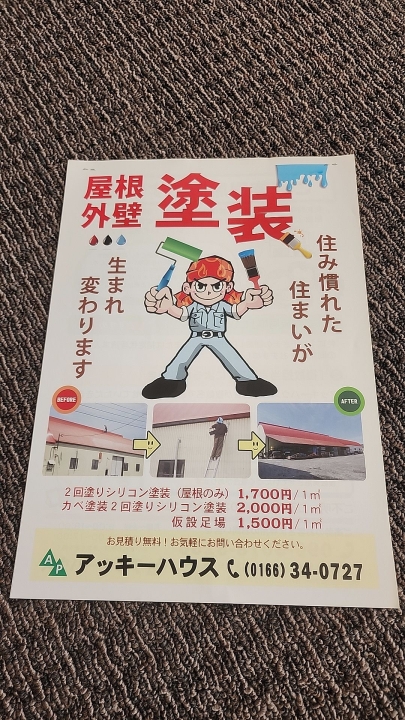 屋根
外壁
塗装
住み慣れた
住まいが
生まれ
変わります
BEFORE
AFTER
2回塗りシリコン塗装（屋根のみ）1,700円/1㎡
カベ塗装2回塗りシリコン塗装 2,000円/1㎡
仮設足場 1,500円/1㎡
お見積り無料！お気軽にお問い合わせください。
AP アッキーハウス (0166) 34-0727